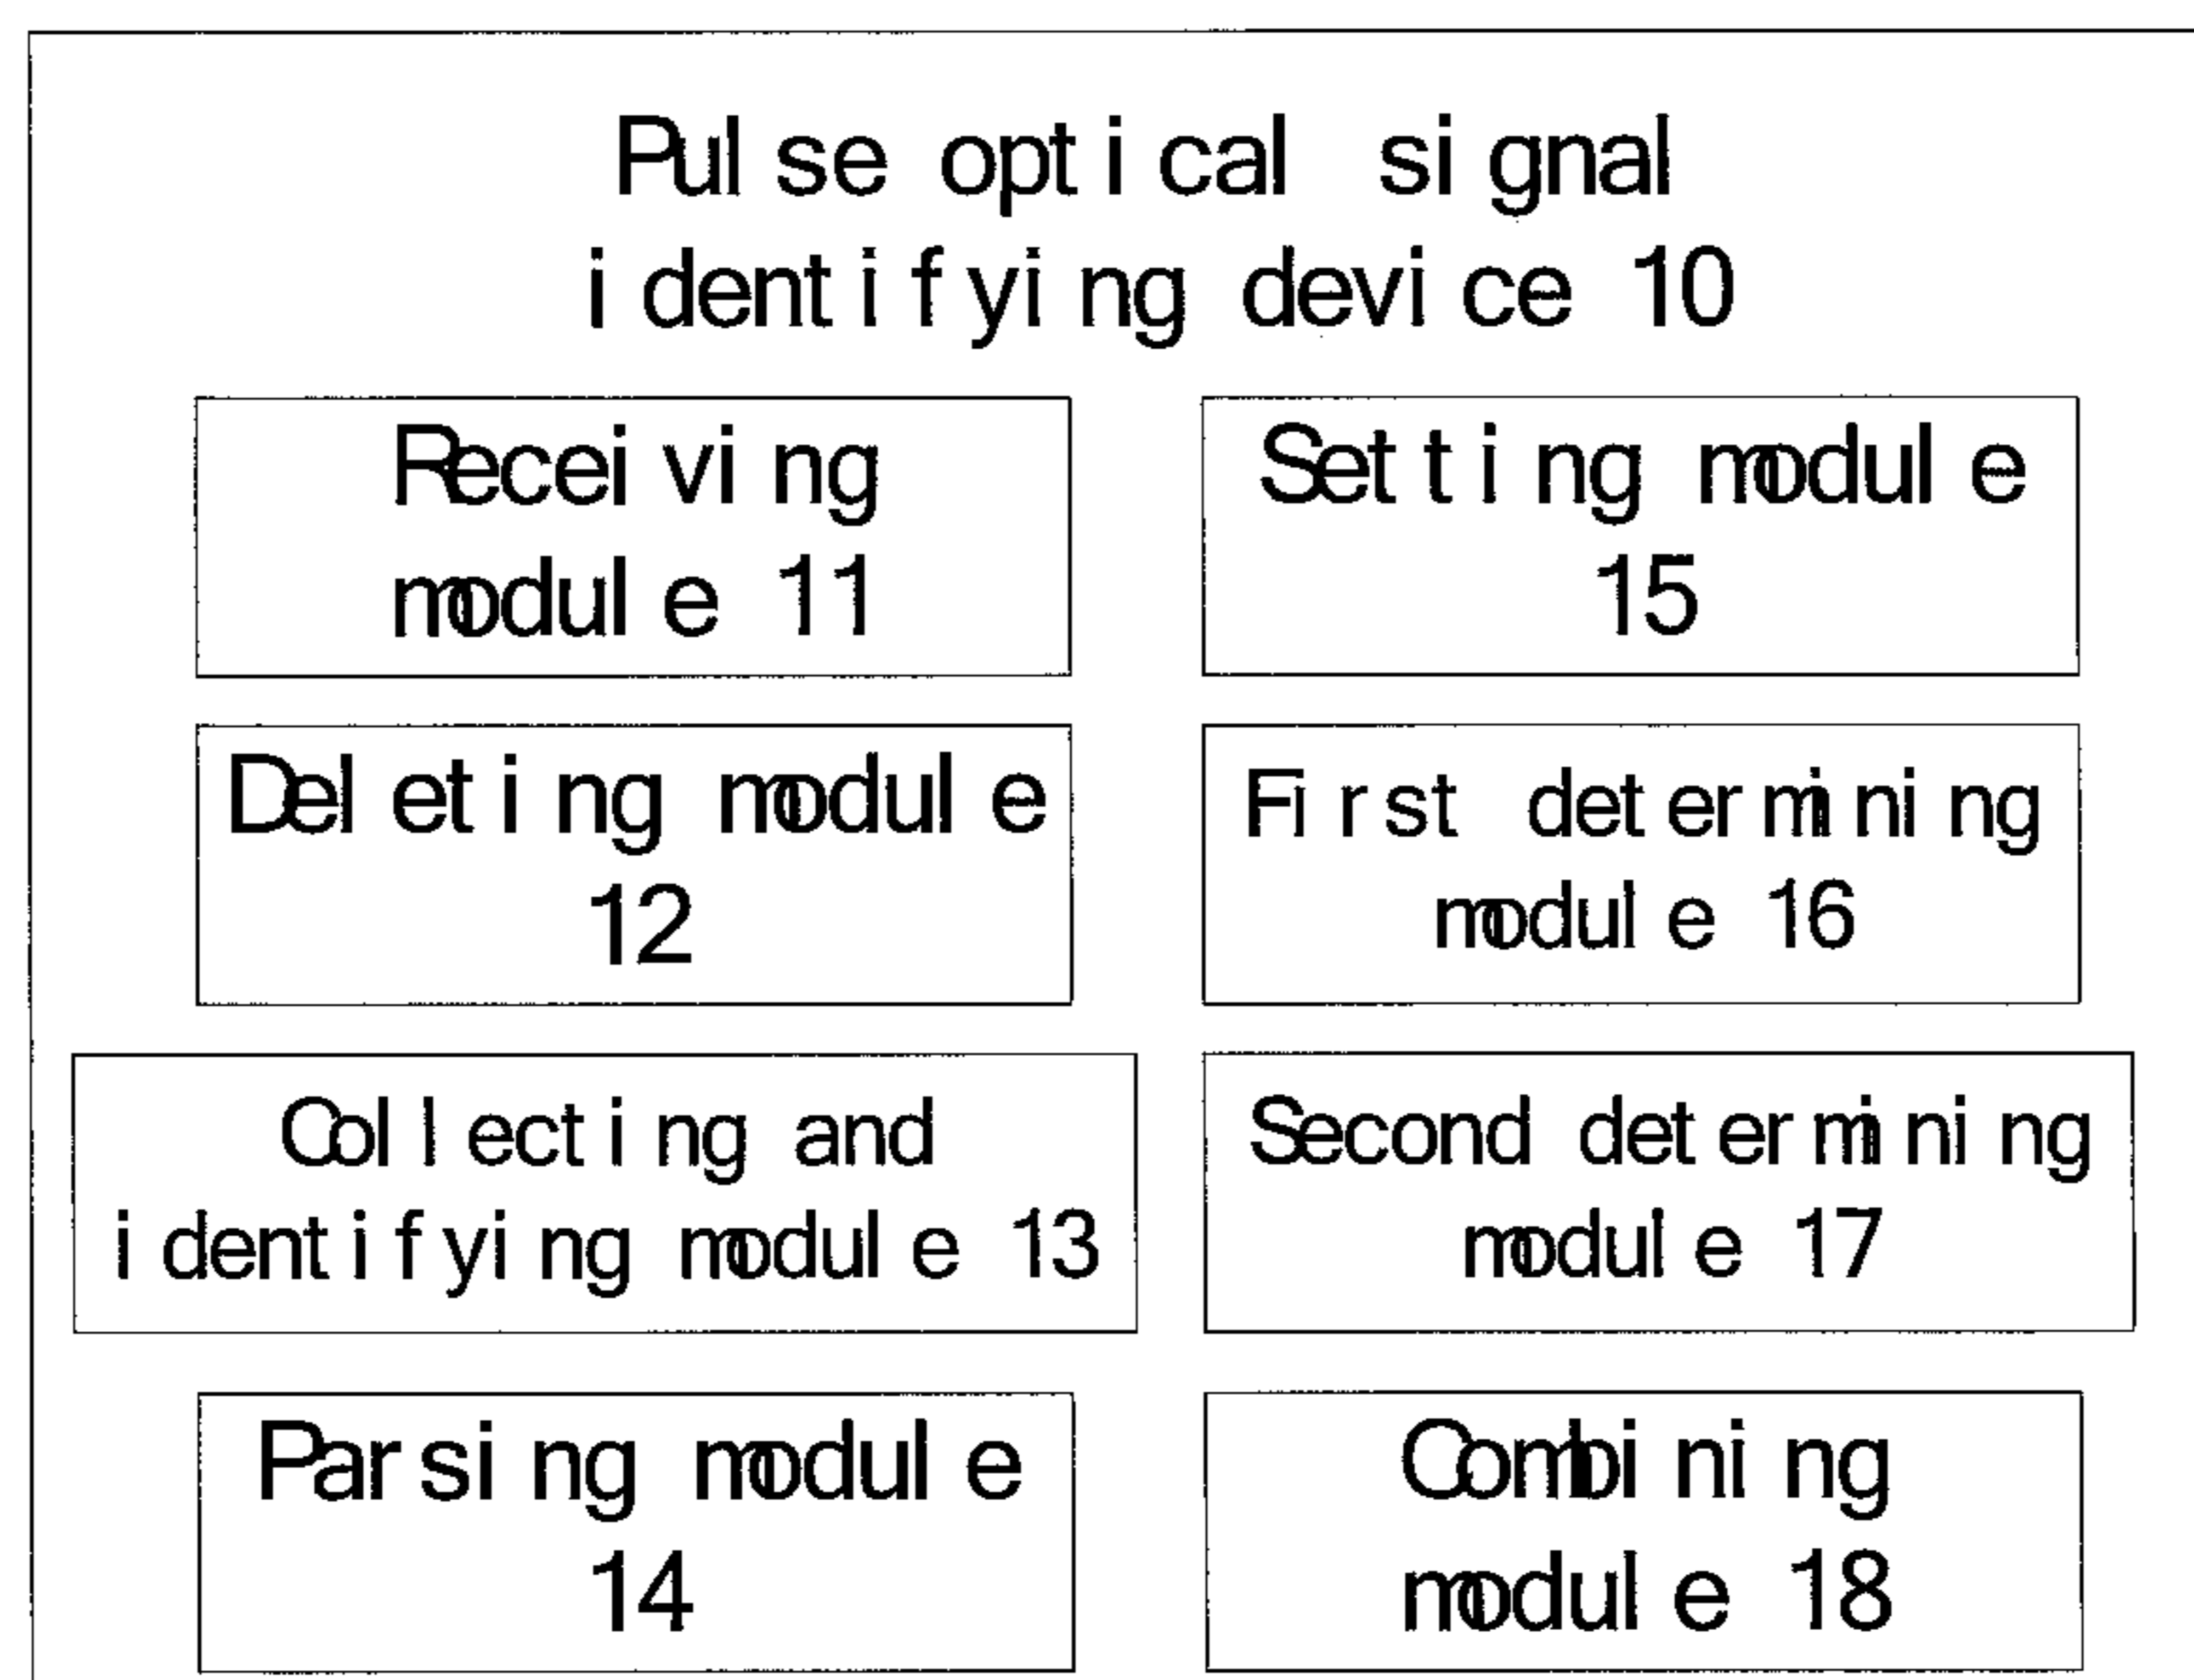 Pulse optical signal
identifying device 10
Receiving
module 11
Setting module
15
Deleting module
12
First determining
module 16
Collecting and
identifying module 13
Second determining
module 17
Parsing module
14
Combining
module 18